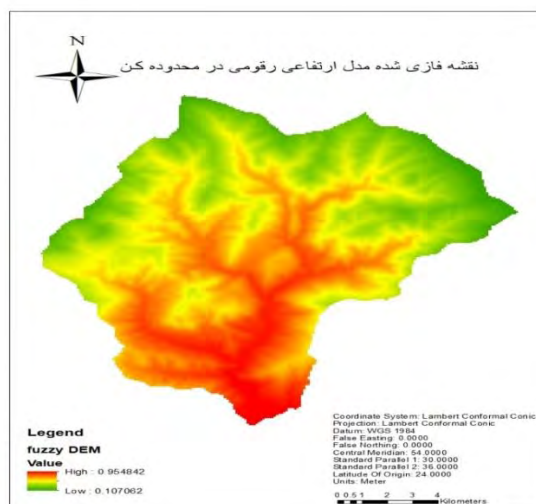 N
نقشه فازی شده مدل ارتفاعی رقومی در محدوده کن
Legend
fuzzy DEM
Value
High : 0.954842
Low : 0.107062
Coordinate System: Lambert Conformal Conic
Projection: Lambert Conformal Conic
Datum: WGS 1984
False Easting: 0.0000
False Northing: 0.0000
Central Meridian: 54.0000
Standard Parallel 1: 30.0000
Standard Parallel 2: 36.0000
Latitude Of Origin: 24.0000
Units: Meter
0 0.5 1 2 3 4
Kilometers